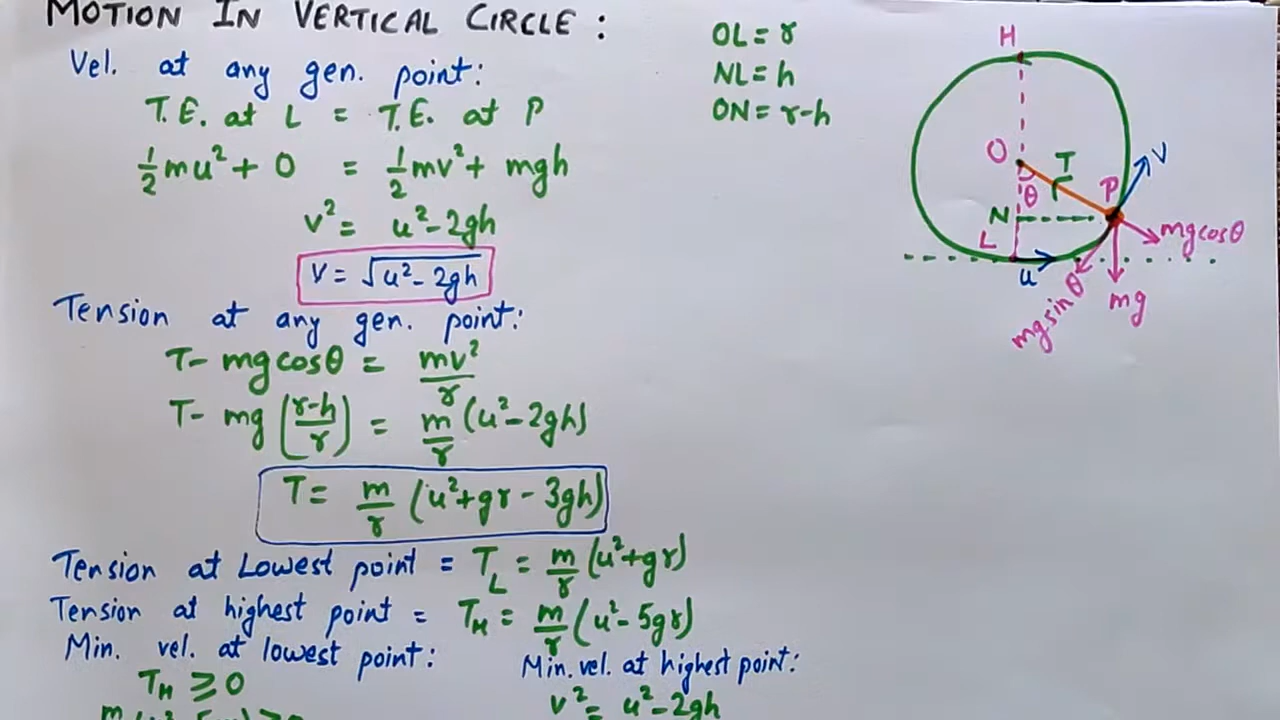 MOTION IN VERTICAL CIRCLE :
Vel. at any gen. point:
T.E. at L = T.E. at P
½mu² + 0 = ½mv² + mgh
v² = u² - 2gh
v = √(u² - 2gh)
Tension at any gen. point:
T - mg cosθ = mv²/r
T - mg (r-h/r) = m/r (u² - 2gh)
T = m/r (u² + gr - 3gh)
Tension at Lowest point = T_L = m/r (u² + gr)
Tension at highest point = T_H = m/r (u² - 5gr)
Min. vel. at lowest point:
T_H ≥ 0
Min. vel. at highest point:
v² = u² - 2gh
OL = r
NL = h
ON = r-h
H
O
T
θ
P
v
N
L
u
mg cosθ
mg sinθ
mg